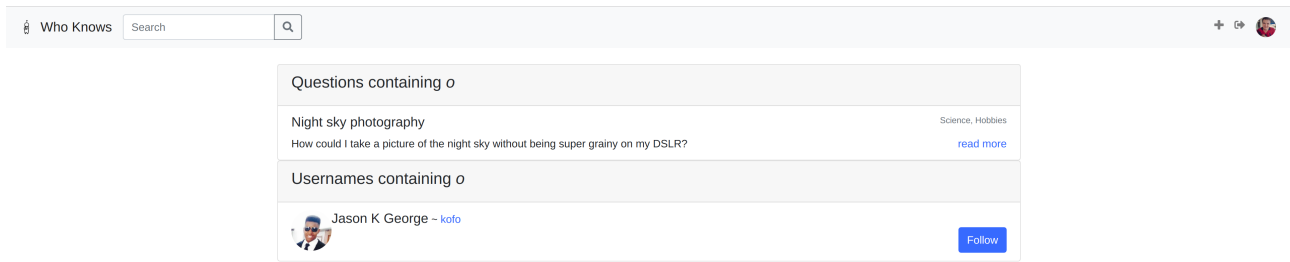 Who Knows Search
Questions containing o
Night sky photography Science, Hobbies
How could I take a picture of the night sky without being super grainy on my DSLR? read more
Usernames containing o
Jason K George ~ kofo
Follow